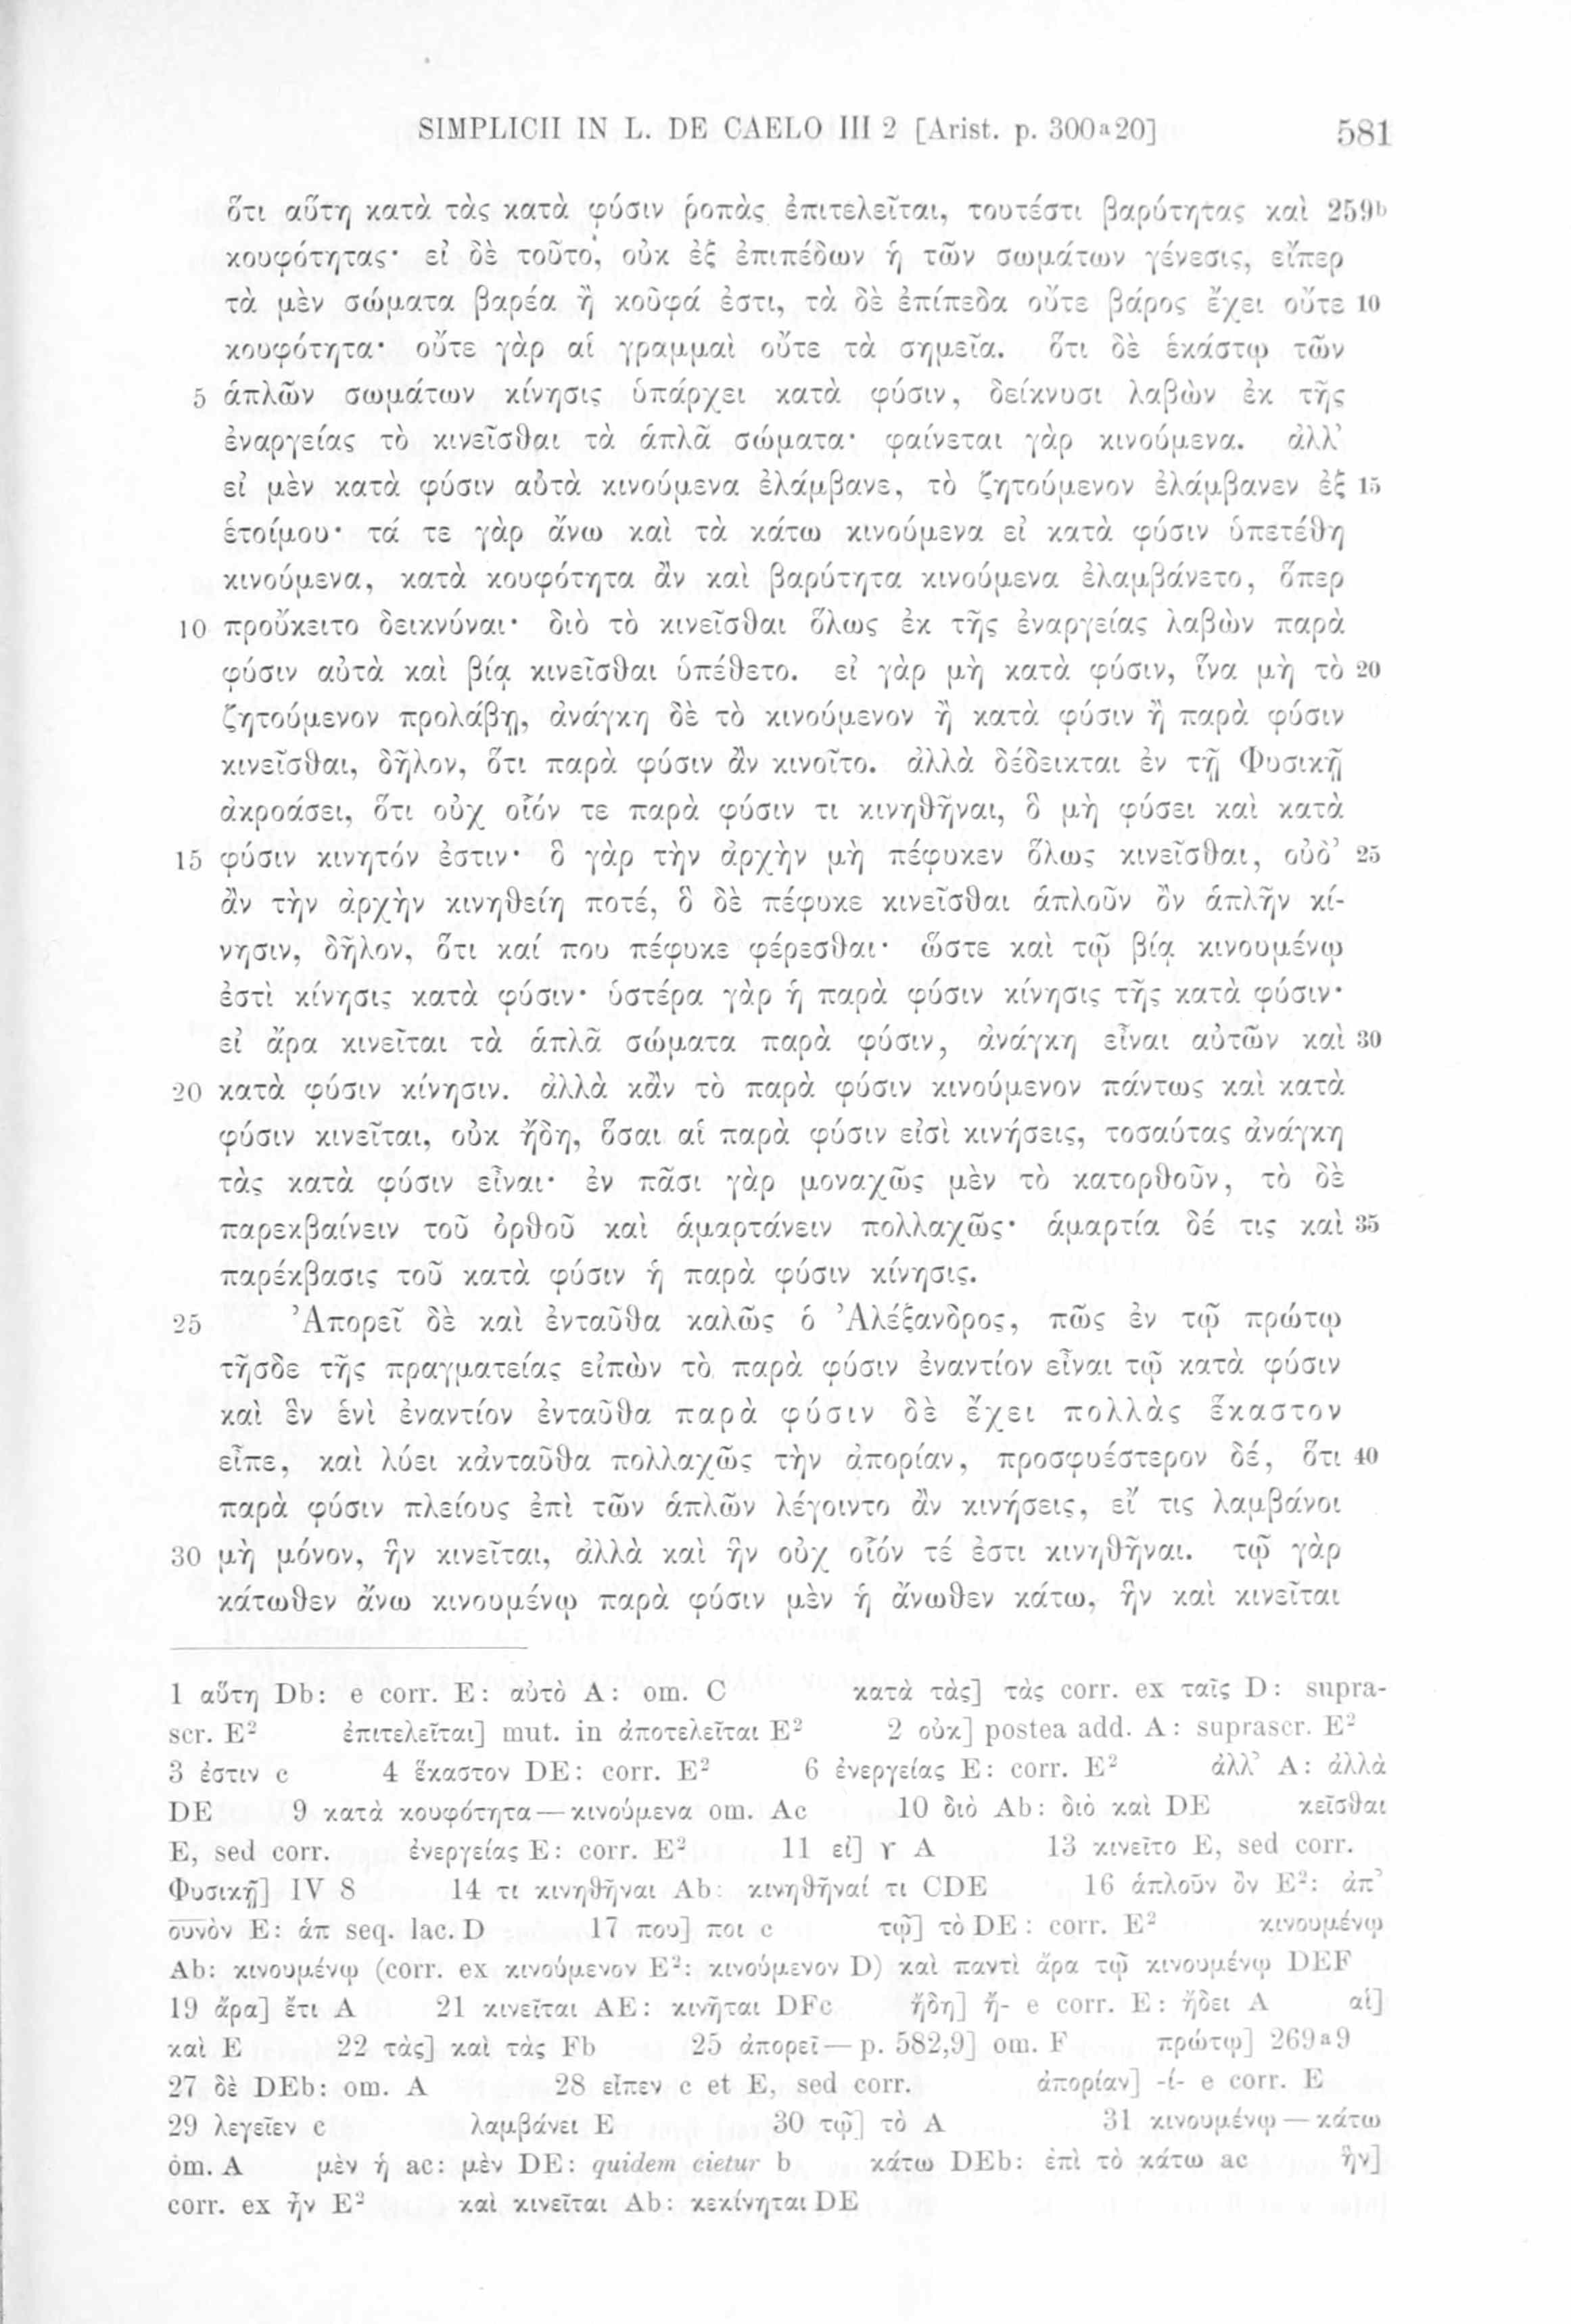 SIMPLICII IN L. DE CAELO III 2 [Arist. p. 300a20] 581
ὅτι αὕτη κατὰ τὰς κατὰ φύσιν ῥοπὰς ἐπιτελεῖται, τουτέστι βαρύτητας καὶ 259b
κουφότητας· εἰ δὲ τοῦτο, οὐκ ἐξ ἐπιπέδων ἡ τῶν σωμάτων γένεσις, εἴπερ
τὰ μὲν σώματα βαρέα ἢ κοῦφά ἐστι, τὰ δὲ ἐπίπεδα οὔτε βάρος ἔχει οὔτε 10
κουφότητα· οὔτε γὰρ αἱ γραμμαὶ οὔτε τὰ σημεῖα. ὅτι δὲ ἑκάστῳ τῶν
5 ἁπλῶν σωμάτων κίνησις ὑπάρχει κατὰ φύσιν, δείκνυσι λαβὼν ἐκ τῆς
ἐναργείας τὸ κινεῖσθαι τὰ ἁπλᾶ σώματα· φαίνεται γὰρ κινούμενα. ἀλλ’
εἰ μὲν κατὰ φύσιν αὐτὰ κινούμενα ἐλάμβανε, τὸ ζητούμενον ἐλάμβανεν ἐξ 15
ἑτοίμου· τά τε γὰρ ἄνω καὶ τὰ κάτω κινούμενα εἰ κατὰ φύσιν ὑπετέθη
κινούμενα, κατὰ κουφότητα ἂν καὶ βαρύτητα κινούμενα ἐλαμβάνετο, ὅπερ
10 προὔκειτο δεικνύναι· διὸ τὸ κινεῖσθαι ὅλως ἐκ τῆς ἐναργείας λαβὼν παρὰ
φύσιν αὐτὰ καὶ βίᾳ κινεῖσθαι ὑπέθετο. εἰ γὰρ μὴ κατὰ φύσιν, ἵνα μὴ τὸ 20
ζητούμενον προλάβῃ, ἀνάγκη δὲ τὸ κινούμενον ἢ κατὰ φύσιν ἢ παρὰ φύσιν
κινεῖσθαι, δῆλον, ὅτι παρὰ φύσιν ἂν κινοῖτο. ἀλλὰ δέδεικται ἐν τῇ Φυσικῇ
ἀκροάσει, ὅτι οὐχ οἷόν τε παρὰ φύσιν τι κινηθῆναι, ὃ μὴ φύσει καὶ κατὰ
15 φύσιν κινητόν ἐστιν· ὃ γὰρ τὴν ἀρχὴν μὴ πέφυκεν ὅλως κινεῖσθαι, οὐδ’ 25
ἂν τὴν ἀρχὴν κινηθείη ποτέ, ὃ δὲ πέφυκε κινεῖσθαι ἁπλοῦν ὂν ἁπλῆν κί-
νησιν, δῆλον, ὅτι καί που πέφυκε φέρεσθαι· ὥστε καὶ τῷ βίᾳ κινουμένῳ
ἐστὶ κίνησις κατὰ φύσιν· ὑστέρα γὰρ ἡ παρὰ φύσιν κίνησις τῆς κατὰ φύσιν·
εἰ ἄρα κινεῖται τὰ ἁπλᾶ σώματα παρὰ φύσιν, ἀνάγκη εἶναι αὐτῶν καὶ 30
20 κατὰ φύσιν κίνησιν. ἀλλὰ κἂν τὸ παρὰ φύσιν κινούμενον πάντως καὶ κατὰ
φύσιν κινεῖται, οὐκ ἤδη, ὅσαι αἱ παρὰ φύσιν εἰσὶ κινήσεις, τοσαύτας ἀνάγκη
τὰς κατὰ φύσιν εἶναι· ἐν πᾶσι γὰρ μοναχῶς μὲν τὸ κατορθοῦν, τὸ δὲ
παρεκβαίνειν τοῦ ὀρθοῦ καὶ ἁμαρτάνειν πολλαχῶς· ἁμαρτία δέ τις καὶ 35
παρέκβασις τοῦ κατὰ φύσιν ἡ παρὰ φύσιν κίνησις.
25 Ἀπορεῖ δὲ καὶ ἐνταῦθα καλῶς ὁ Ἀλέξανδρος, πῶς ἐν τῷ πρώτῳ
τῆσδε τῆς πραγματείας εἰπὼν τὸ παρὰ φύσιν ἐναντίον εἶναι τῷ κατὰ φύσιν
καὶ ἓν ἑνὶ ἐναντίον ἐνταῦθα παρὰ φύσιν δὲ ἔχει πολλὰς ἕκαστον
εἶπε, καὶ λύει κἀνταῦθα πολλαχῶς τὴν ἀπορίαν, προσφυέστερον δέ, ὅτι 40
παρὰ φύσιν πλείους ἐπὶ τῶν ἁπλῶν λέγοιντο ἂν κινήσεις, εἴ τις λαμβάνοι
30 μὴ μόνον, ἣν κινεῖται, ἀλλὰ καὶ ἣν οὐχ οἷόν τέ ἐστι κινηθῆναι. τῷ γὰρ
κάτωθεν ἄνω κινουμένῳ παρὰ φύσιν μὲν ἡ ἄνωθεν κάτω, ἣν καὶ κινεῖται
1 αὕτη Db: e corr. E: αὐτὸ A: om. C κατὰ τὰς] τὰς corr. ex ταῖς D: supra-
scr. E² ἐπιτελεῖται] mut. in ἀποτελεῖται E² 2 οὐκ] postea add. A: suprascr. E²
3 ἐστιν c 4 ἕκαστον DE: corr. E² 6 ἐνεργείας E: corr. E² ἀλλ’ A: ἀλλὰ
DE 9 κατὰ κουφότητα—κινούμενα om. Ac 10 διὸ Ab: διὸ καὶ DE κεῖσθαι
E, sed corr. ἐνεργείας E: corr. E² 11 εἰ] γ A 13 κινεῖτο E, sed corr.
Φυσικῇ] IV 8 14 τι κινηθῆναι Ab: κινηθῆναί τι CDE 16 ἁπλοῦν ὂν E²: ἀπ’
ουνὸν E: ἁπ seq. lac. D 17 που] ποι c τῷ] τὸ DE: corr. E² κινουμένῳ
Ab: κινουμένῳ (corr. ex κινούμενον E²: κινούμενον D) καὶ παντὶ ἄρα τῷ κινουμένῳ DEF
19 ἄρα] ἔτι A 21 κινεῖται AE: κινῆται DFc ἤδη] ἤ- e corr. E: ἤδει A αἱ]
καὶ E 22 τὰς] καὶ τὰς Fb 25 ἀπορεῖ—p. 582,9] om. F πρώτῳ] 269a9
27 δὲ DEb: om. A 28 εἶπεν c et E, sed corr. ἀπορίαν] -ί- e corr. E
29 λεγεῖεν c λαμβάνει E 30 τῷ] τὸ A 31 κινουμένῳ—κάτω
om. A μὲν ἡ ac: μὲν DE: quidem cietur b κάτω DEb: ἐπὶ τὸ κάτω ac ἣν]
corr. ex ἦν E² καὶ κινεῖται Ab: κεκίνηται DE